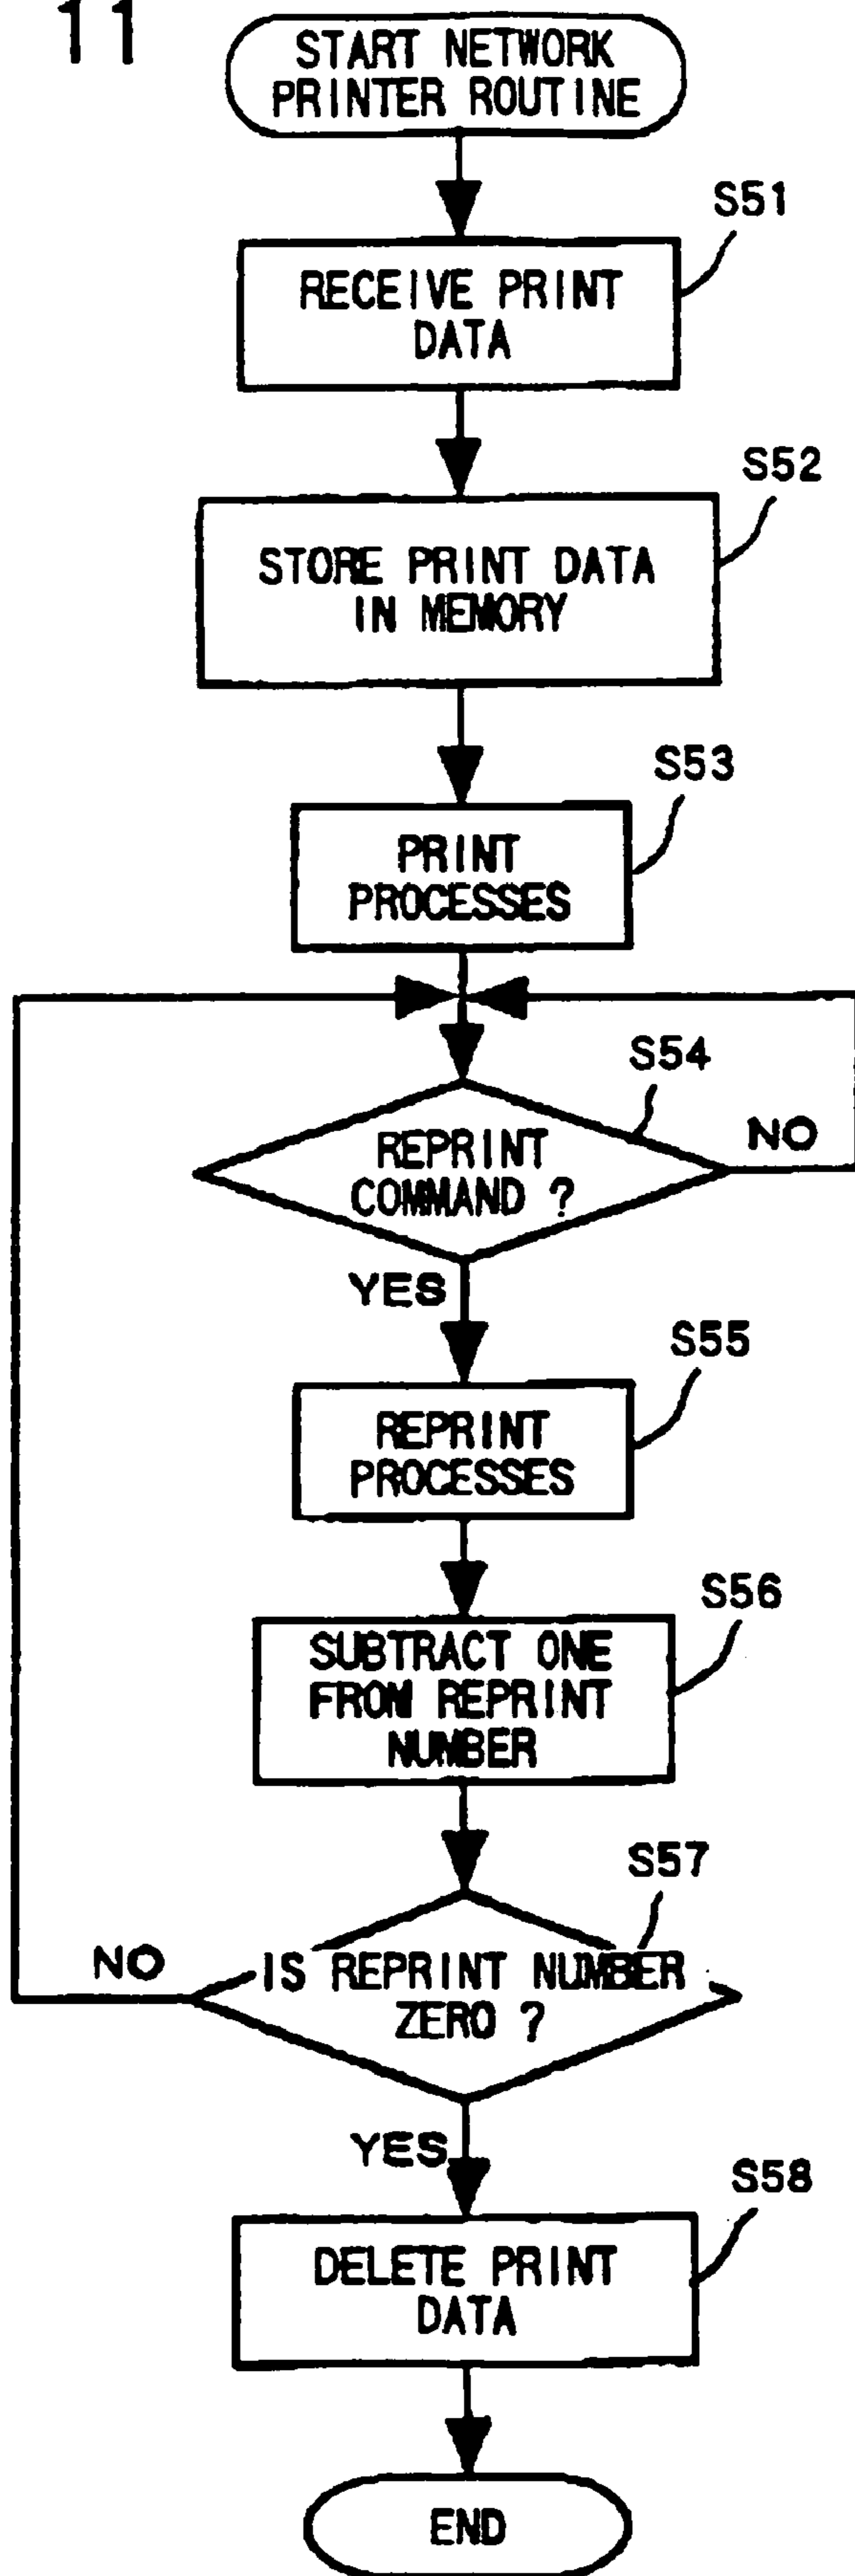 11
START NETWORK
PRINTER ROUTINE
S51
RECEIVE PRINT
DATA
S52
STORE PRINT DATA
IN MEMORY
S53
PRINT
PROCESSES
S54
REPRINT
COMMAND ?
NO
YES
S55
REPRINT
PROCESSES
S56
SUBTRACT ONE
FROM REPRINT
NUMBER
S57
NO
IS REPRINT NUMBER
ZERO ?
YES
S58
DELETE PRINT
DATA
END